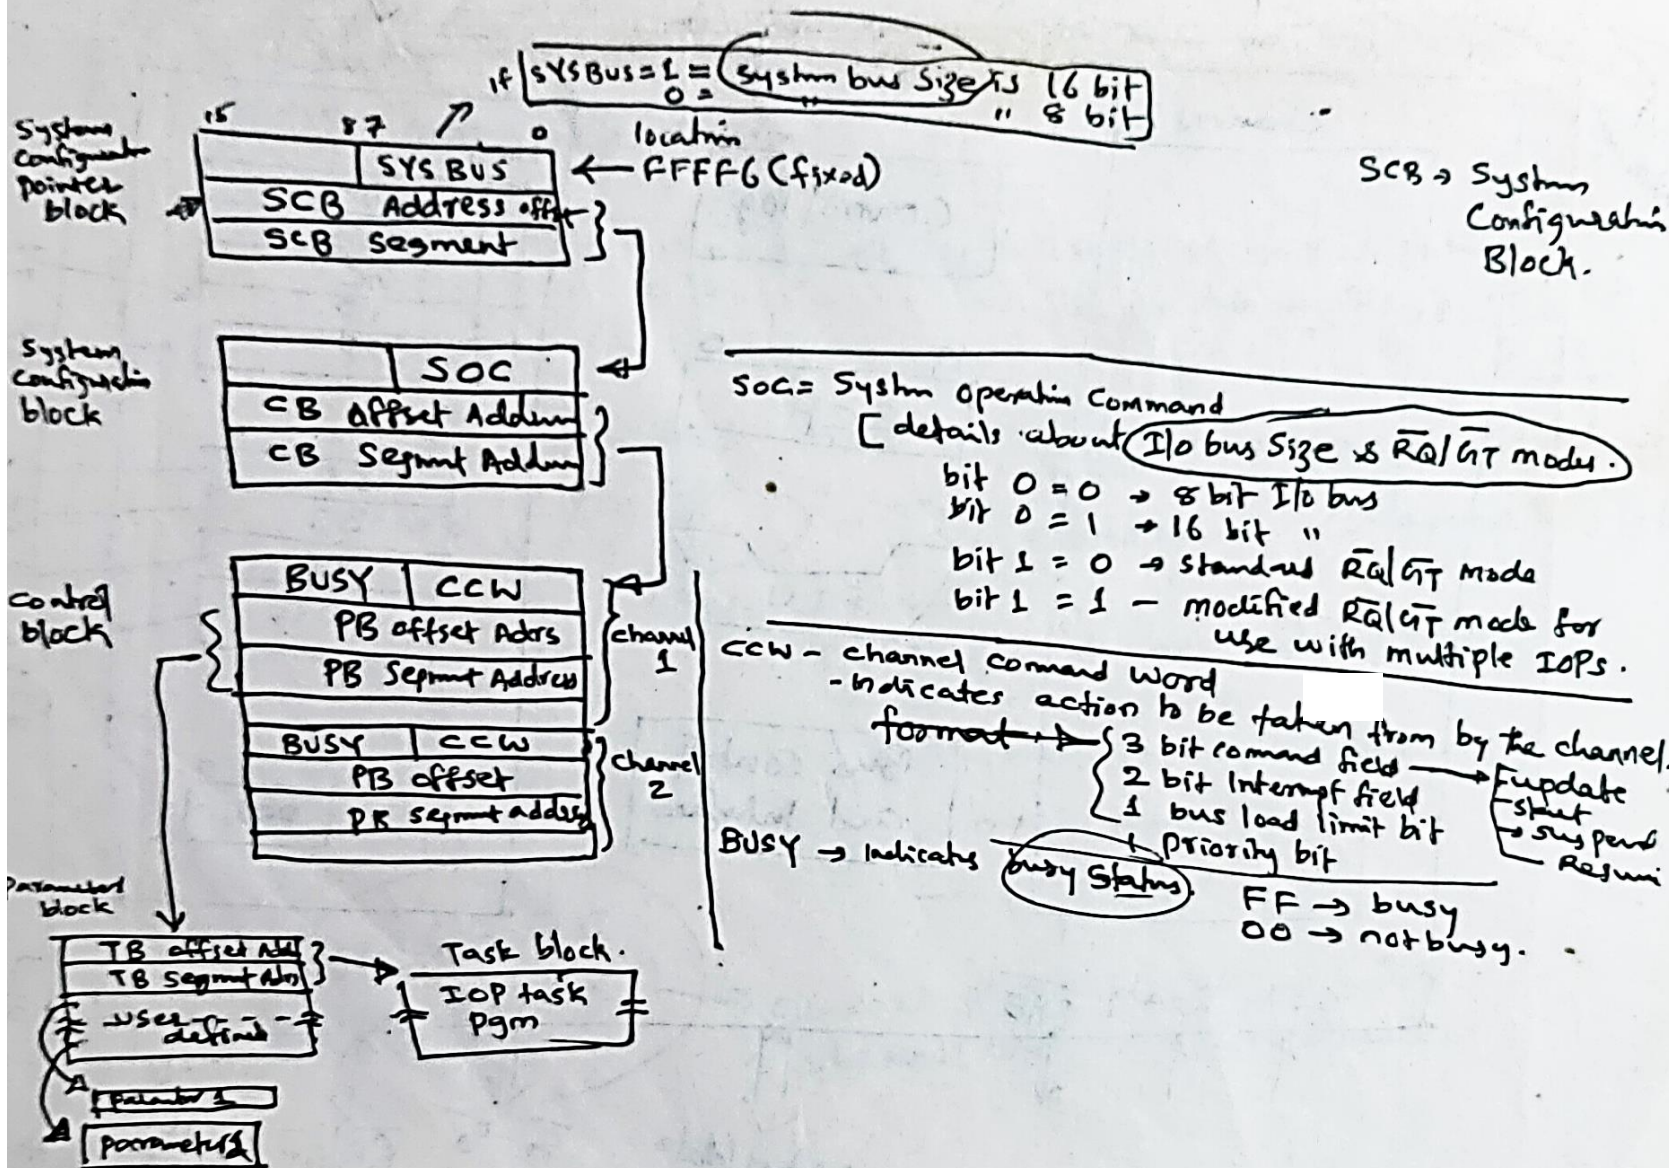 if SYSBUS=1 = System bus Size is 16 bit
0 = " " 8 bit
15 8 7 0
System Configuration pointer block
SYS BUS
location
← FFFF6 (fixed)
SCB Address offset
SCB Segment
SCB → System
Configuration
Block.
System Configuration block
SOC
CB offset Address
CB Segment Address
SOC = System Operation Command
[details about I/O bus Size & RQ/GT modes.
bit 0 = 0 → 8 bit I/O bus
bit 0 = 1 → 16 bit "
bit 1 = 0 → standard RQ/GT mode
bit 1 = 1 – modified RQ/GT mode for
use with multiple IOPs.
Control
block
BUSY CCW
PB offset Adrs
PB Segment Address
channel
1
BUSY CCW
PB offset
PB segment address
channel
2
CCW – channel command word
- Indicates action to be taken from by the channel.
format → 3 bit command field → update
2 bit Interrupt field start
1 bus load limit bit → suspend
1 priority bit Resume
BUSY → Indicates busy status. FF → busy
00 → not busy.
Parameter
block
TB offset Add
TB Segment Adrs
user
defined
Task block.
IOP task
pgm
Parameter 1
parameter 2